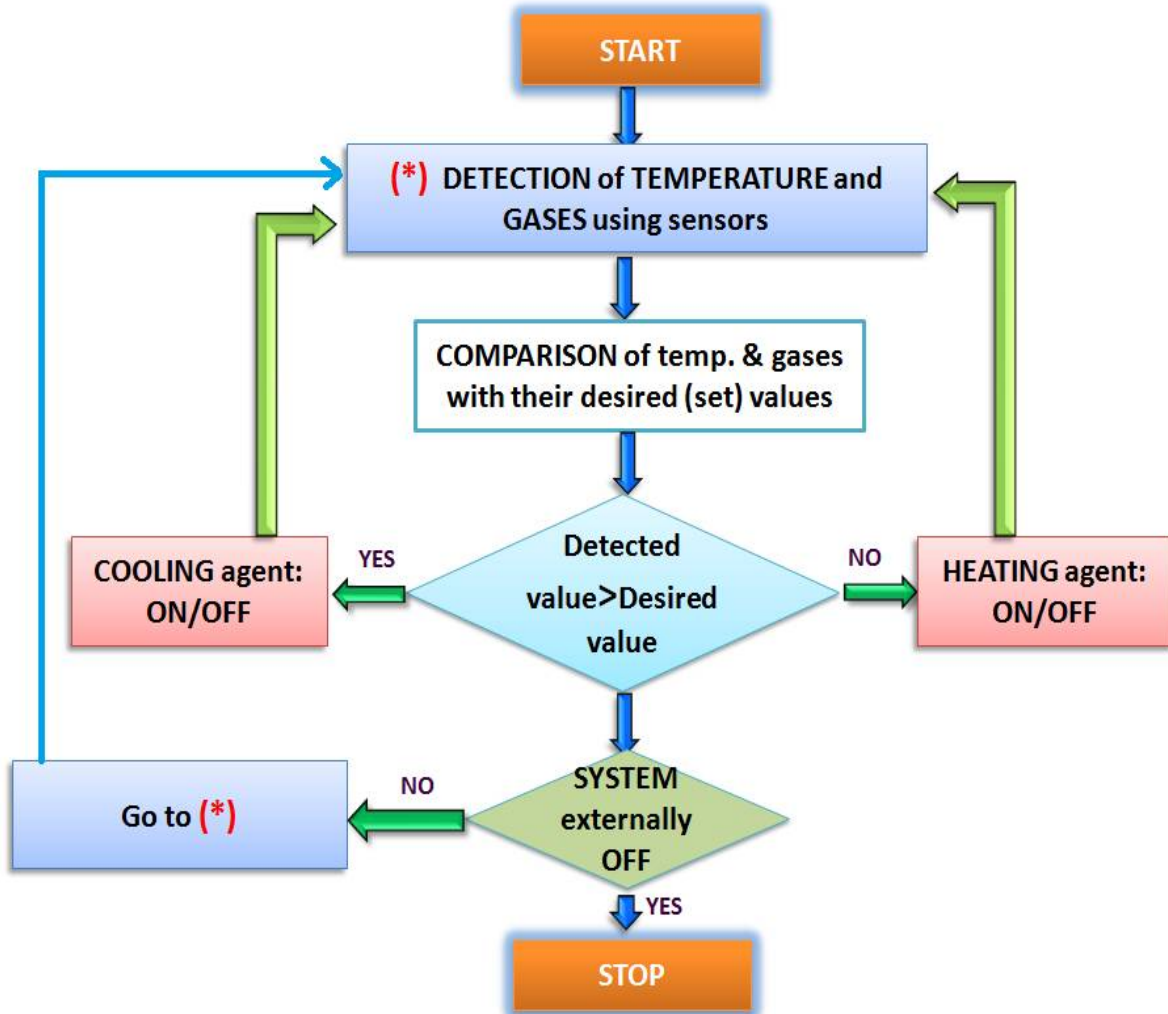 START
(*) DETECTION of TEMPERATURE and
GASES using sensors
COMPARISON of temp. & gases
with their desired (set) values
YES
Detected
value>Desired
value
NO
COOLING agent:
ON/OFF
HEATING agent:
ON/OFF
NO
SYSTEM
externally
OFF
Go to (*)
YES
STOP